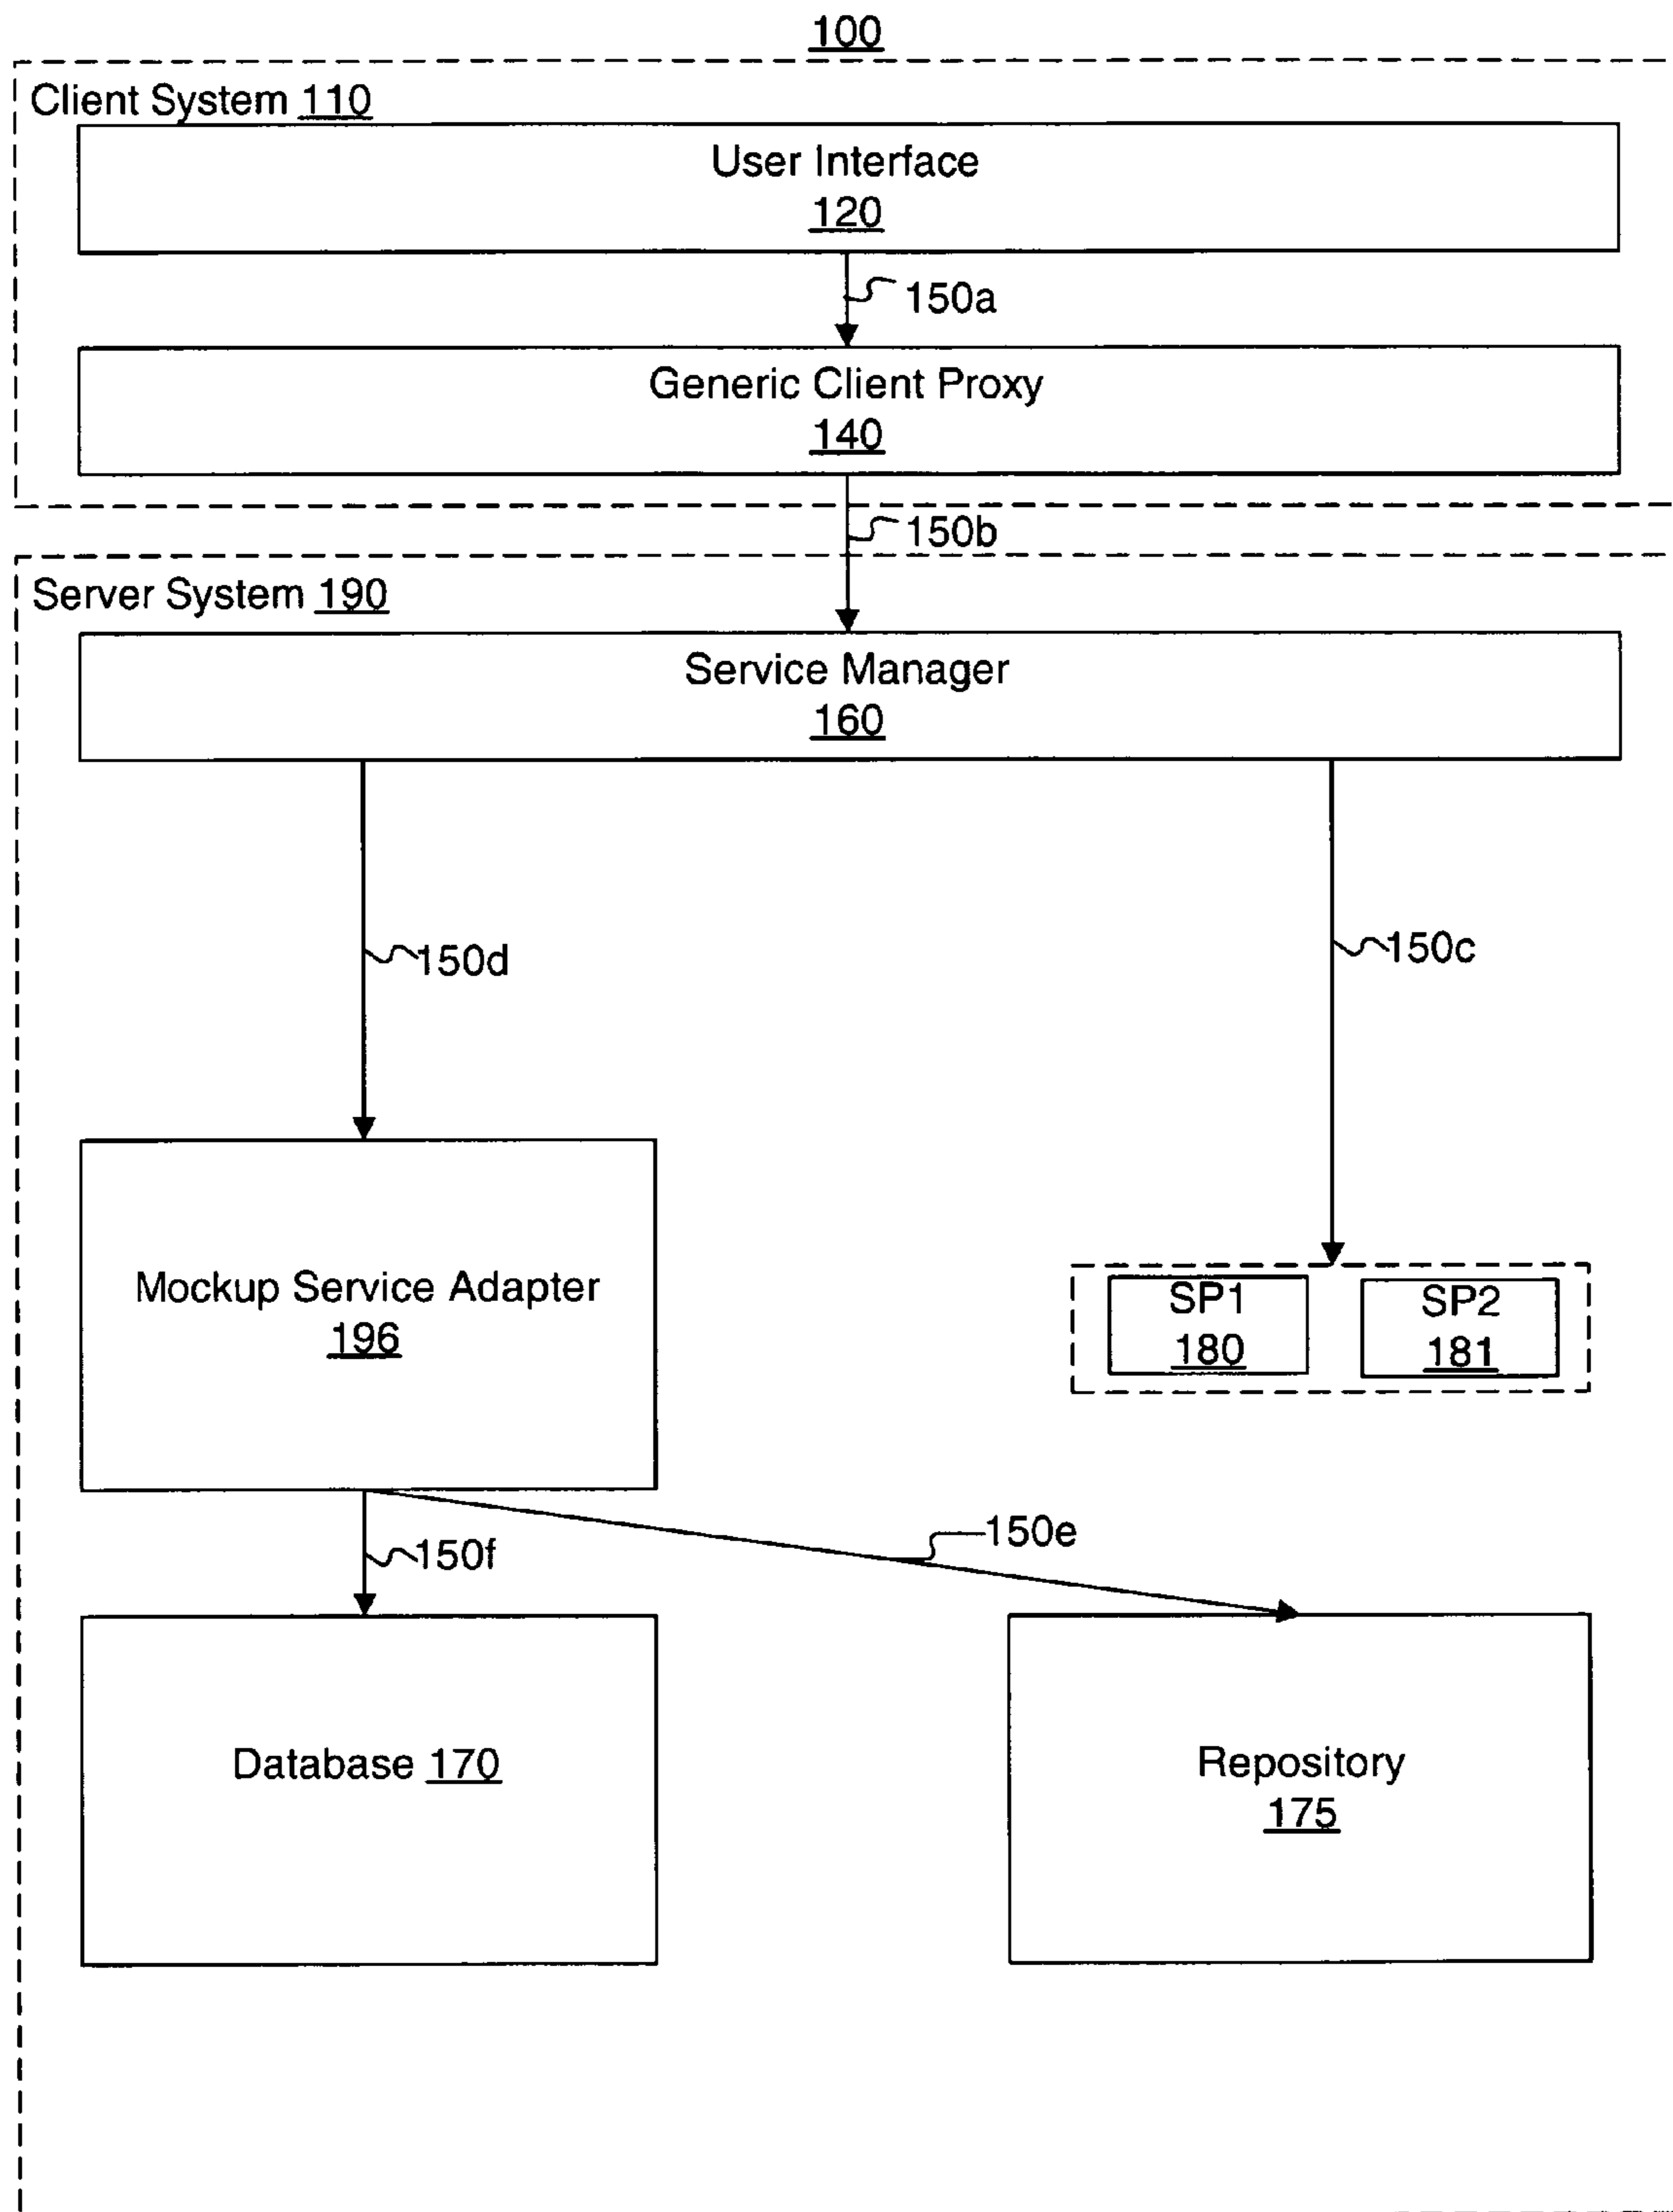 100
Client System 110
User Interface
120
150a
Generic Client Proxy
140
150b
Server System 190
Service Manager
160
150d
150c
Mockup Service Adapter
196
SP1
180
SP2
181
150f
150e
Database 170
Repository
175